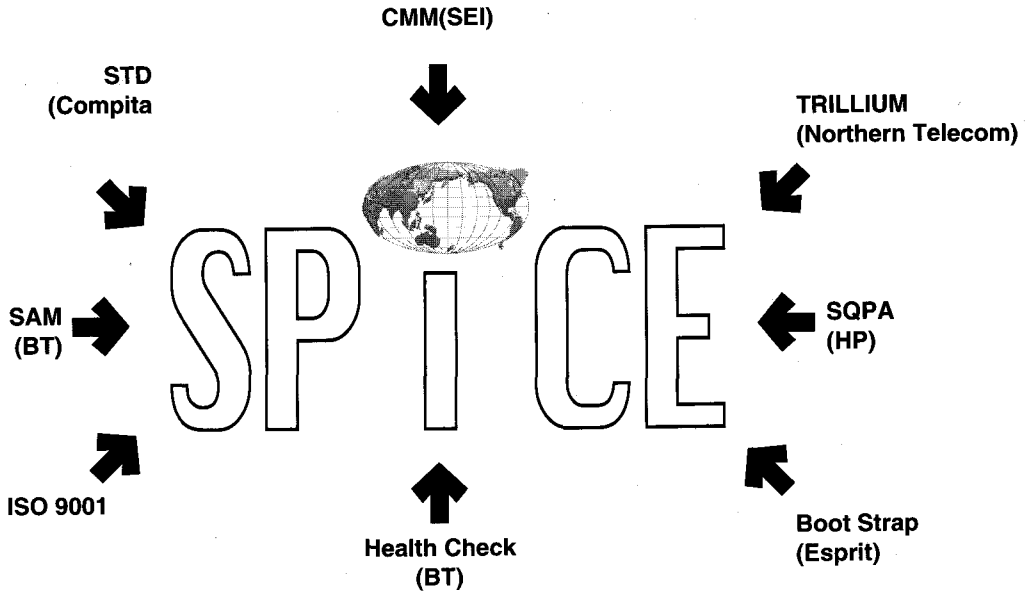 CMM(SEI)
STD
(Compita
TRILLIUM
(Northern Telecom)
SPiCE
SAM
(BT)
SQPA
(HP)
ISO 9001
Health Check
(BT)
Boot Strap
(Esprit)